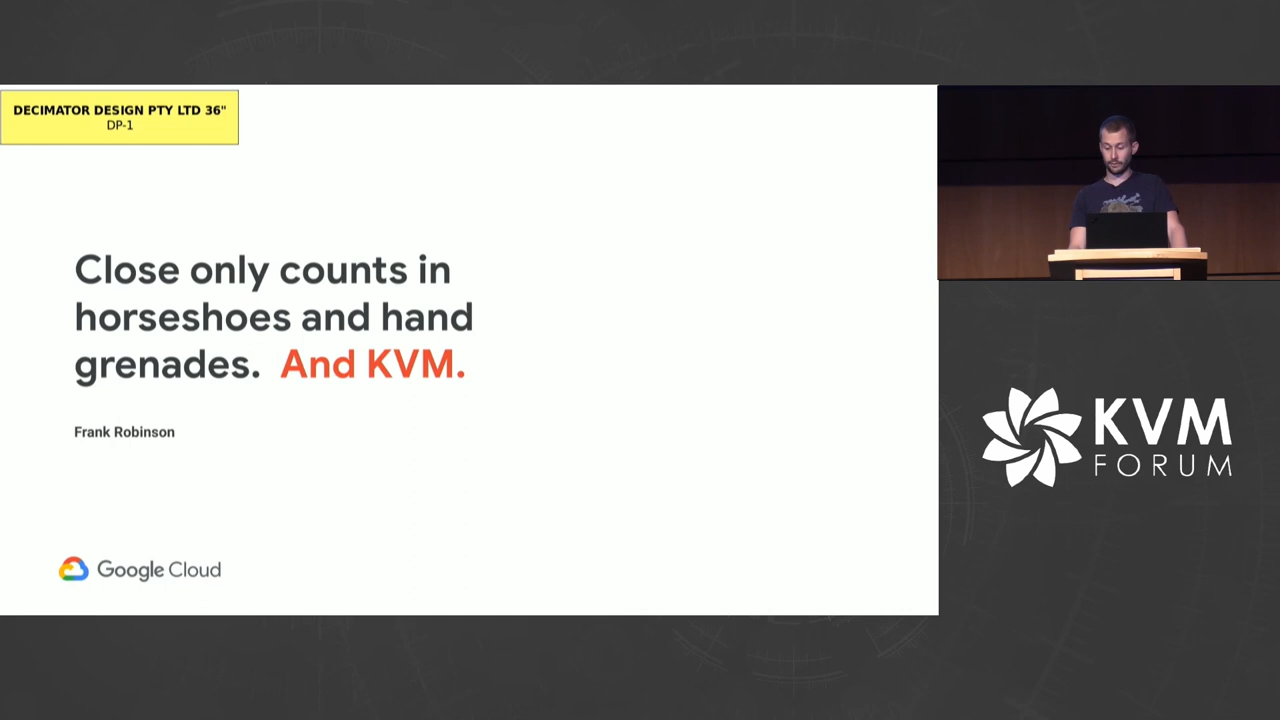 DECIMATOR DESIGN PTY LTD 36"
DP-1
Close only counts in
horseshoes and hand
grenades. And KVM.
Frank Robinson
Google Cloud
KVM
FORUM